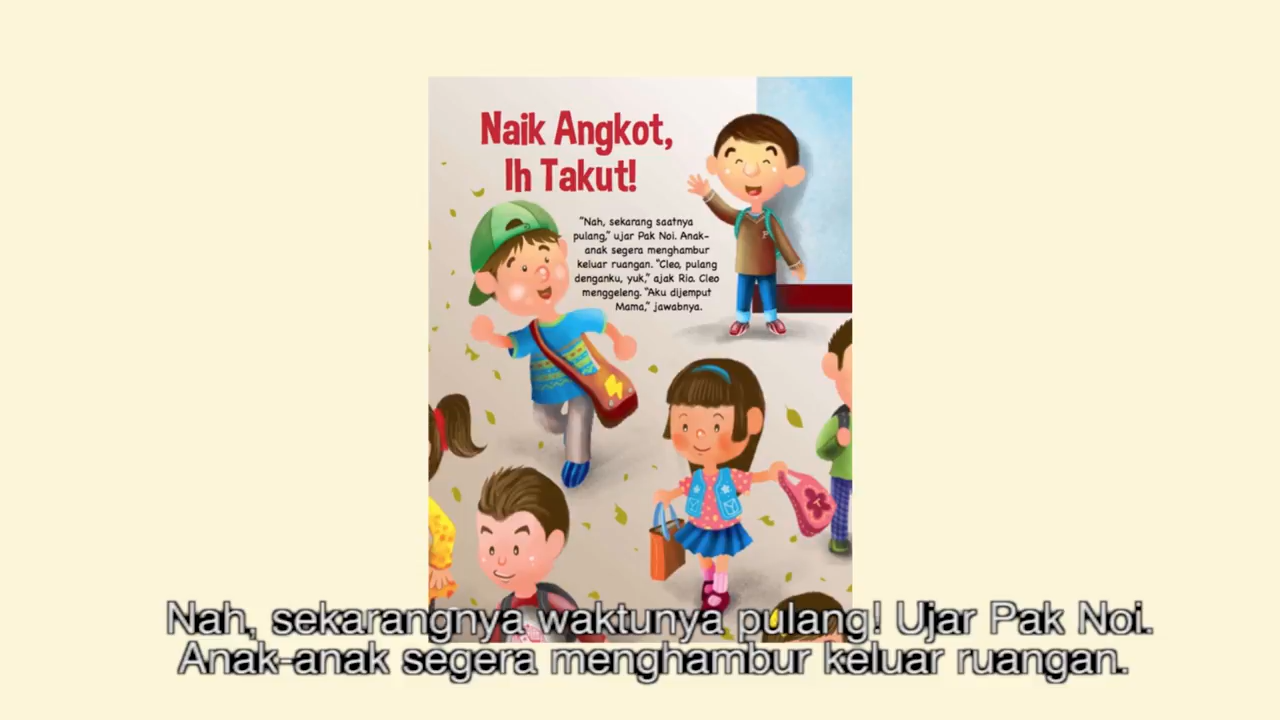 Naik Angkot,
Ih Takut!
"Nah, sekarang saatnya
pulang," ujar Pak Noi. Anak-
anak segera menghambur
keluar ruangan. "Cleo, pulang
denganku, yuk," ajak Rio. Cleo
menggeleng. "Aku dijemput
Mama," jawabnya.
Nah, sekarangnya waktunya pulang! Ujar Pak Noi.
Anak-anak segera menghambur keluar ruangan.